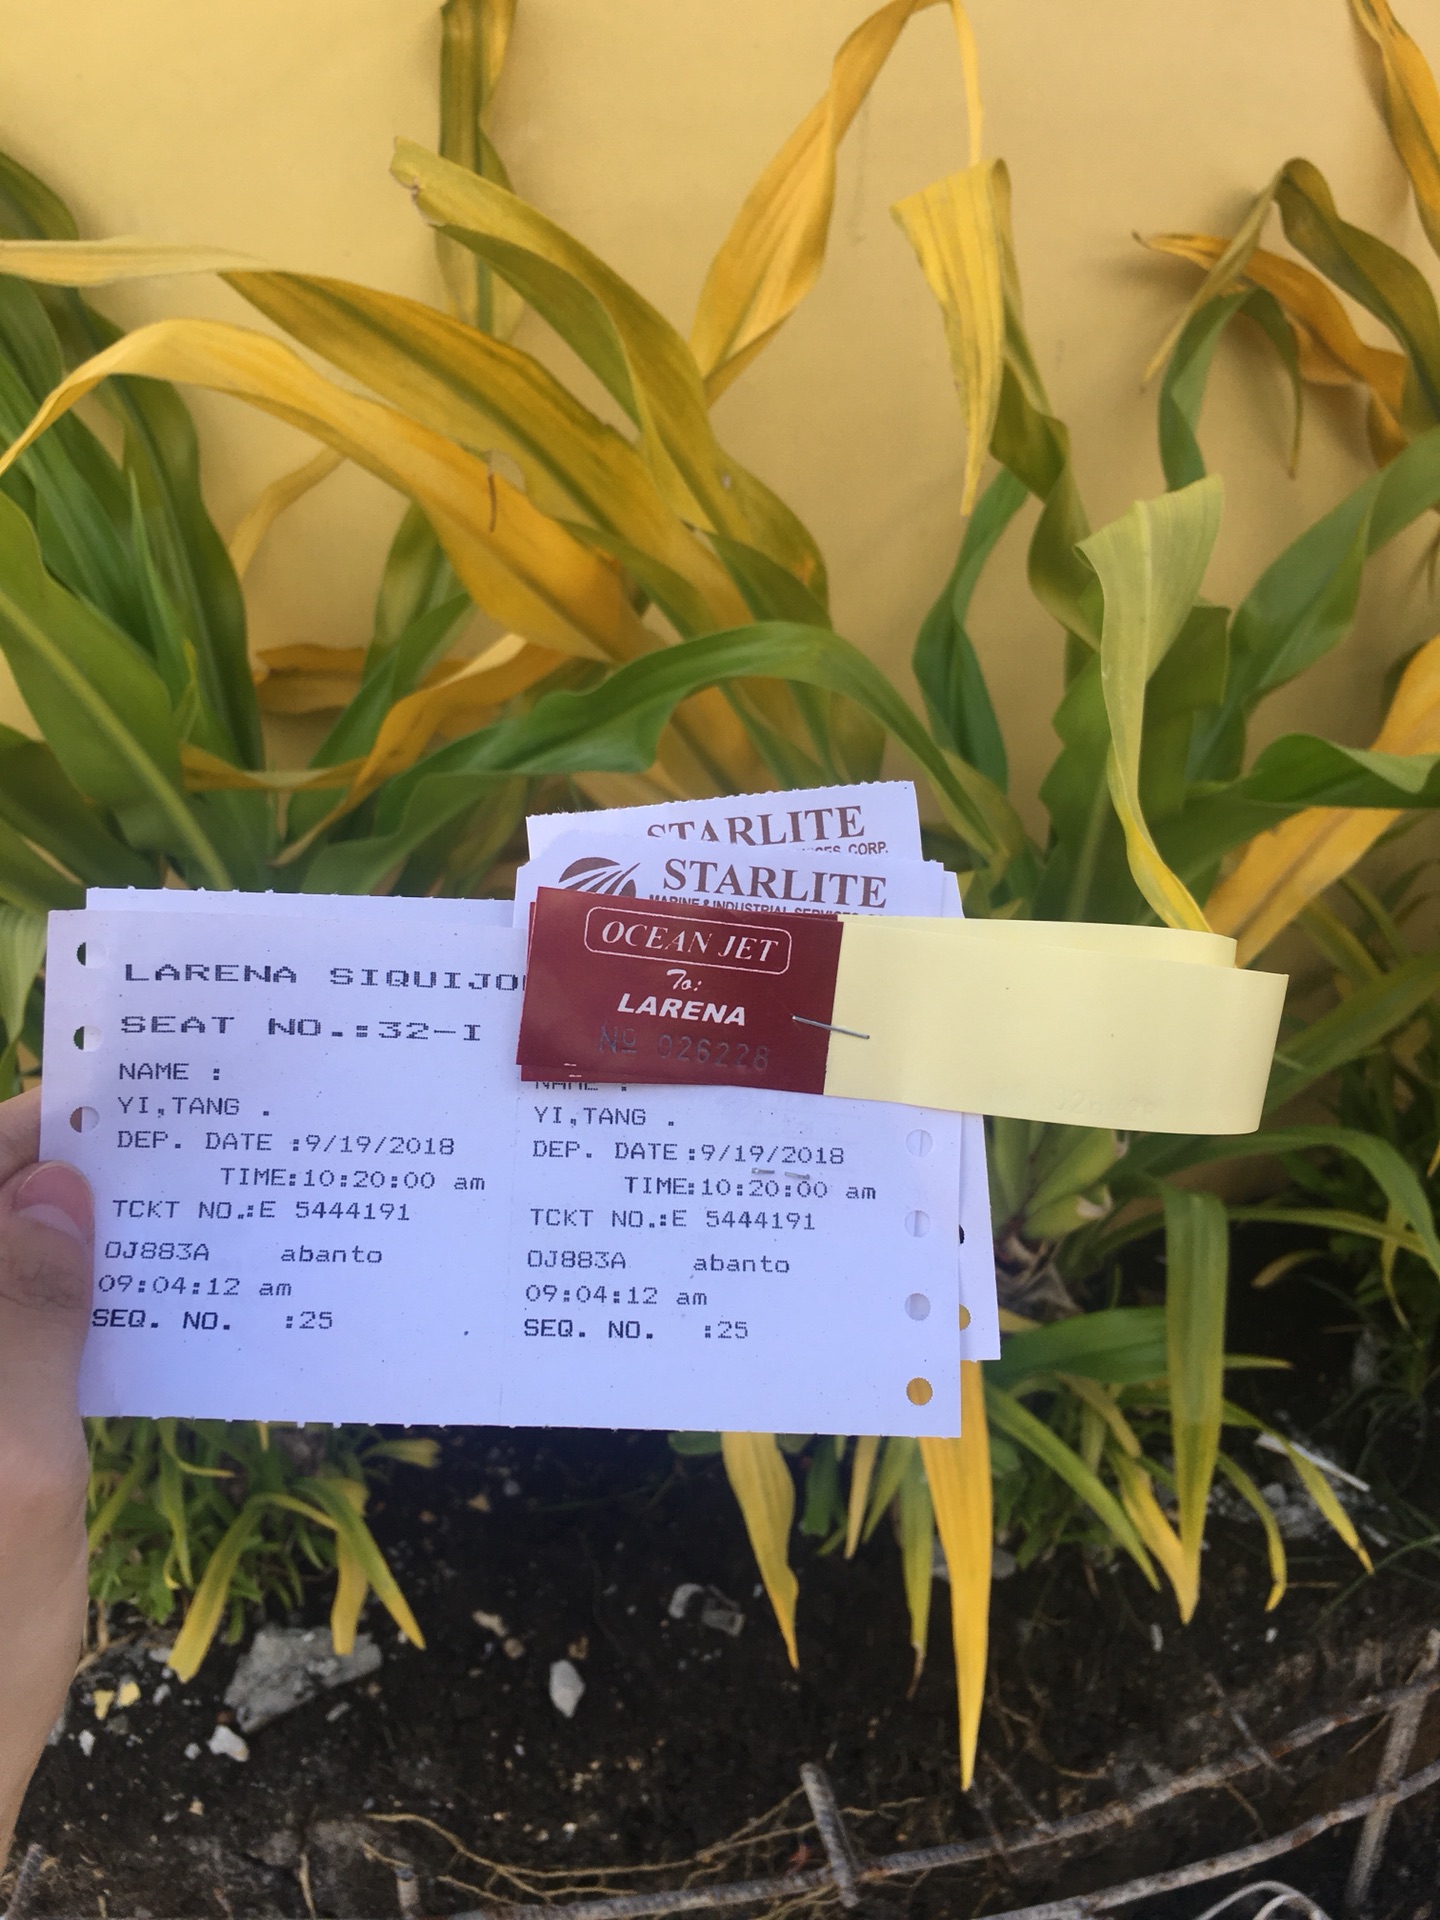 STARLITE
CORP.
STARLITE
MARINE & INDUSTRIAL SERVICES
OCEAN JET
To:
LARENA
Nº 026228
LARENA SIQUIJO
SEAT NO.:32-I
NAME :
YI,TANG .
DEP. DATE :9/19/2018
TIME:10:20:00 am
TCKT NO.:E 5444191
OJ883A abanto
09:04:12 am
SEQ. NO. :25
NAME :
YI,TANG .
DEP. DATE:9/19/2018
TIME:10:20:00 am
TCKT NO.:E 5444191
OJ883A abanto
09:04:12 am
SEQ. NO. :25